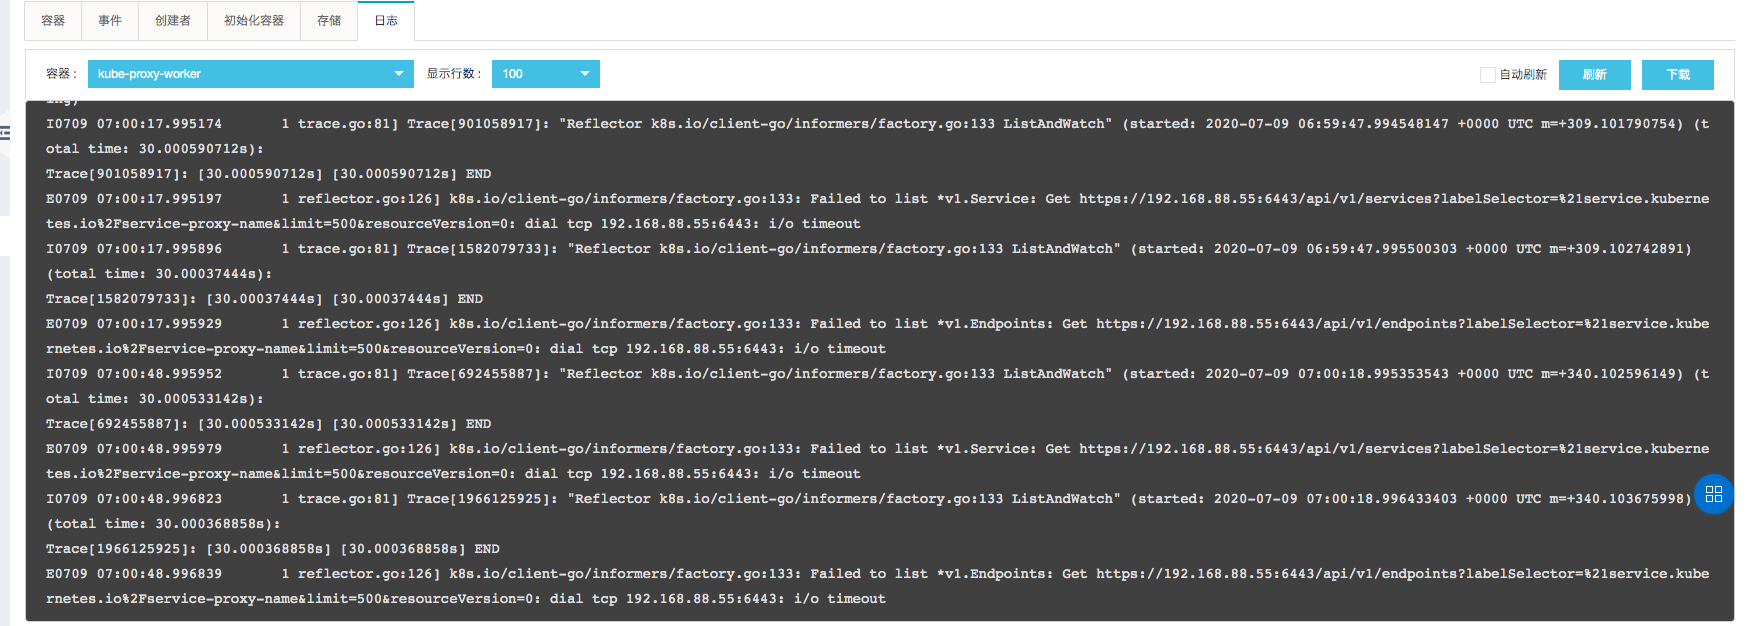 容器
事件
创建者
初始化容器
存储
日志
容器：
kube-proxy-worker
显示行数：
100
自动刷新
刷新
下载
I0709 07:00:17.995174       1 trace.go:81] Trace[901058917]: "Reflector k8s.io/client-go/informers/factory.go:133 ListAndWatch" (started: 2020-07-09 06:59:47.994548147 +0000 UTC m=+309.101790754) (t
otal time: 30.000590712s):
Trace[901058917]: [30.000590712s] [30.000590712s] END
E0709 07:00:17.995197       1 reflector.go:126] k8s.io/client-go/informers/factory.go:133: Failed to list *v1.Service: Get https://192.168.88.55:6443/api/v1/services?labelSelector=%21service.kuberne
tes.io%2Fservice-proxy-name&limit=500&resourceVersion=0: dial tcp 192.168.88.55:6443: i/o timeout
I0709 07:00:17.995896       1 trace.go:81] Trace[1582079733]: "Reflector k8s.io/client-go/informers/factory.go:133 ListAndWatch" (started: 2020-07-09 06:59:47.995500303 +0000 UTC m=+309.102742891)
(total time: 30.00037444s):
Trace[1582079733]: [30.00037444s] [30.00037444s] END
E0709 07:00:17.995929       1 reflector.go:126] k8s.io/client-go/informers/factory.go:133: Failed to list *v1.Endpoints: Get https://192.168.88.55:6443/api/v1/endpoints?labelSelector=%21service.kube
rnetes.io%2Fservice-proxy-name&limit=500&resourceVersion=0: dial tcp 192.168.88.55:6443: i/o timeout
I0709 07:00:48.995952       1 trace.go:81] Trace[692455887]: "Reflector k8s.io/client-go/informers/factory.go:133 ListAndWatch" (started: 2020-07-09 07:00:18.995353543 +0000 UTC m=+340.102596149) (t
otal time: 30.000533142s):
Trace[692455887]: [30.000533142s] [30.000533142s] END
E0709 07:00:48.995979       1 reflector.go:126] k8s.io/client-go/informers/factory.go:133: Failed to list *v1.Service: Get https://192.168.88.55:6443/api/v1/services?labelSelector=%21service.kuberne
tes.io%2Fservice-proxy-name&limit=500&resourceVersion=0: dial tcp 192.168.88.55:6443: i/o timeout
I0709 07:00:48.996823       1 trace.go:81] Trace[1966125925]: "Reflector k8s.io/client-go/informers/factory.go:133 ListAndWatch" (started: 2020-07-09 07:00:18.996433403 +0000 UTC m=+340.103675998)
(total time: 30.000368858s):
Trace[1966125925]: [30.000368858s] [30.000368858s] END
E0709 07:00:48.996839       1 reflector.go:126] k8s.io/client-go/informers/factory.go:133: Failed to list *v1.Endpoints: Get https://192.168.88.55:6443/api/v1/endpoints?labelSelector=%21service.kube
rnetes.io%2Fservice-proxy-name&limit=500&resourceVersion=0: dial tcp 192.168.88.55:6443: i/o timeout